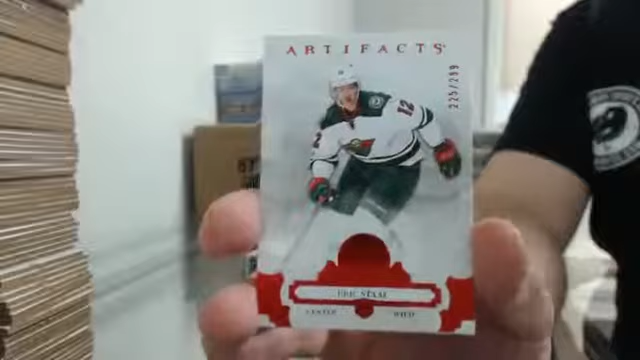 ARTIFACTS
225/299
12
ERIC STAAL
CENTER WILD